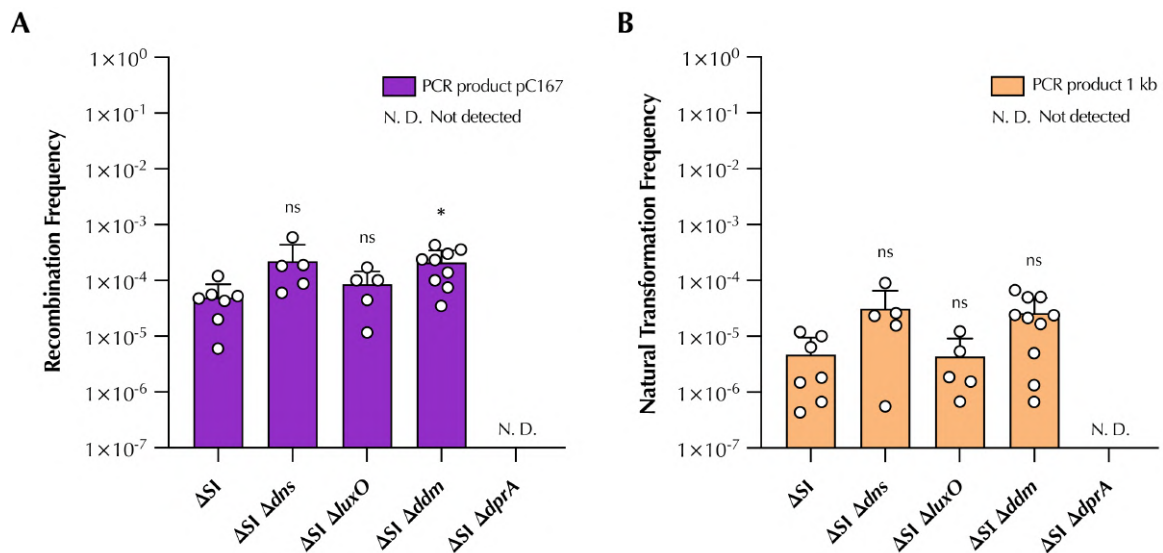 A
Recombination Frequency
1×10⁰
1×10⁻¹
1×10⁻²
1×10⁻³
1×10⁻⁴
1×10⁻⁵
1×10⁻⁶
1×10⁻⁷
PCR product pC167
N. D. Not detected
ns
ns
*
N. D.
ΔSI
ΔSI Δdns
ΔSI ΔluxO
ΔSI Δddm
ΔSI ΔdprA
B
Natural Transformation Frequency
1×10⁰
1×10⁻¹
1×10⁻²
1×10⁻³
1×10⁻⁴
1×10⁻⁵
1×10⁻⁶
1×10⁻⁷
PCR product 1 kb
N. D. Not detected
ns
ns
ns
N. D.
ΔSI
ΔSI Δdns
ΔSI ΔluxO
ΔSI Δddm
ΔSI ΔdprA